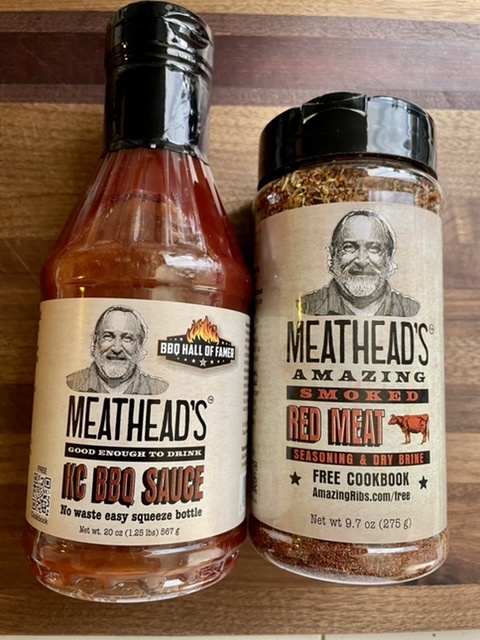 BBQ HALL OF FAMER
MEATHEAD'S
GOOD ENOUGH TO DRINK
KC BBQ SAUCE
No waste easy squeeze bottle
Net wt. 20 oz (1.25 lbs) 567 g
FREE
Cookbook
MEATHEAD'S
AMAZING
SMOKED
RED MEAT
SEASONING & DRY BRINE
FREE COOKBOOK
AmazingRibs.com/free
Net wt 9.7 oz (275 g)